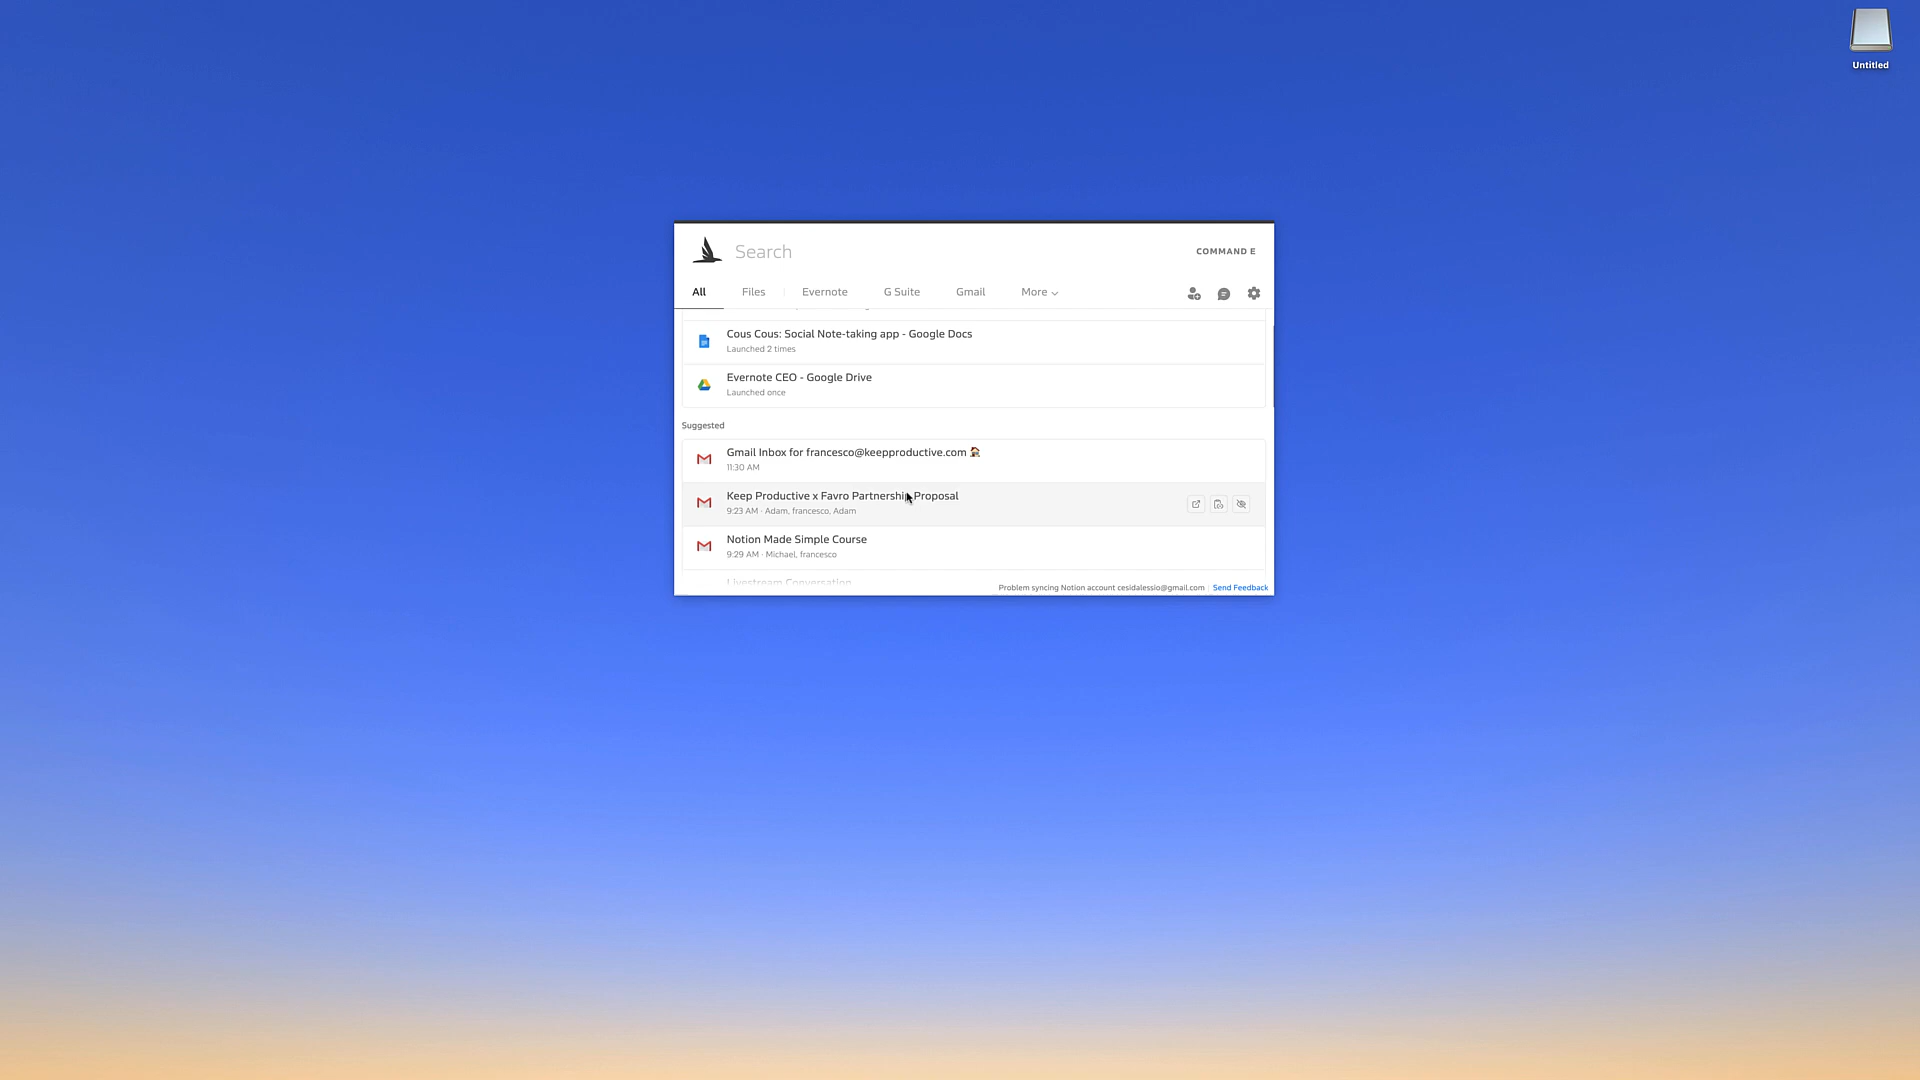 Untitled
Search
COMMAND E
All Files Evernote G Suite Gmail More
Cous Cous: Social Note-taking app - Google Docs
Launched 2 times
Evernote CEO - Google Drive
Launched once
Suggested
Gmail Inbox for francesco@keepproductive.com
11:30 AM
Keep Productive x Favro Partnership Proposal
9:23 AM · Adam, francesco, Adam
Notion Made Simple Course
9:29 AM · Michael, francesco
Livestream Conversation
Problem syncing Notion account cesidalessio@gmail.com Send Feedback